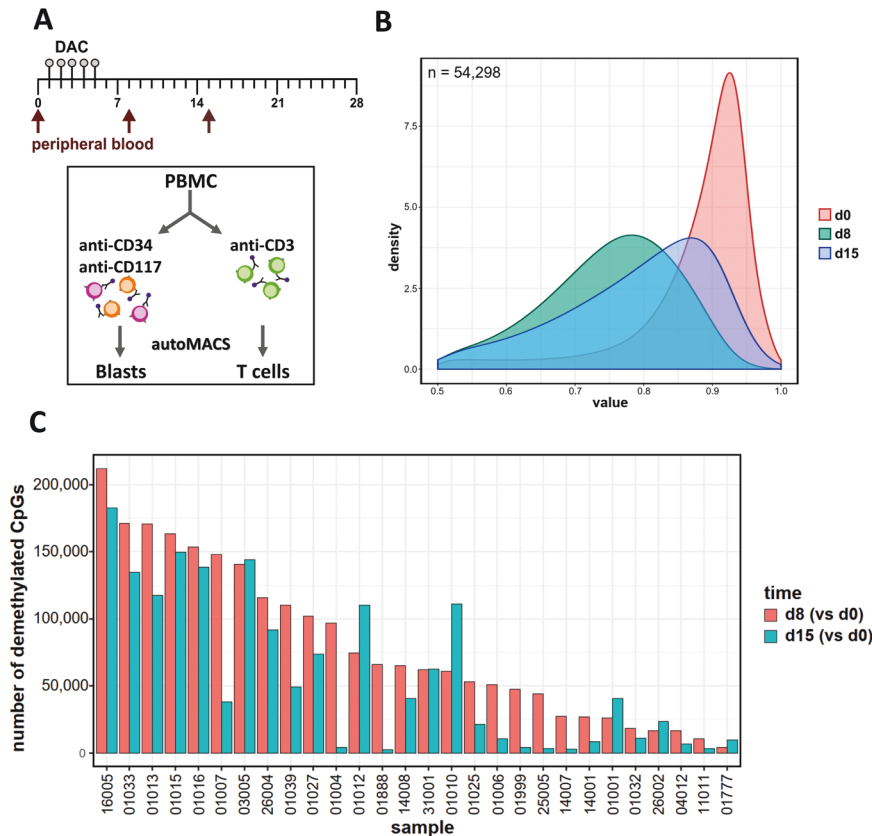 A
DAC
0 7 14 21 28
peripheral blood
PBMC
anti-CD34
anti-CD117
anti-CD3
autoMACS
Blasts
T cells
B
n = 54,298
7.5
5.0
2.5
0.0
density
0.5 0.6 0.7 0.8 0.9 1.0
value
d0
d8
d15
C
number of demethylated CpGs
200,000
150,000
100,000
50,000
0
16005 01033 01013 01015 01016 01007 03005 26004 01039 01027 01004 01012 01888 14008 31001 01010 01025 01006 01999 25005 14007 14001 01001 01032 26002 04012 11011 01777
sample
time
d8 (vs d0)
d15 (vs d0)